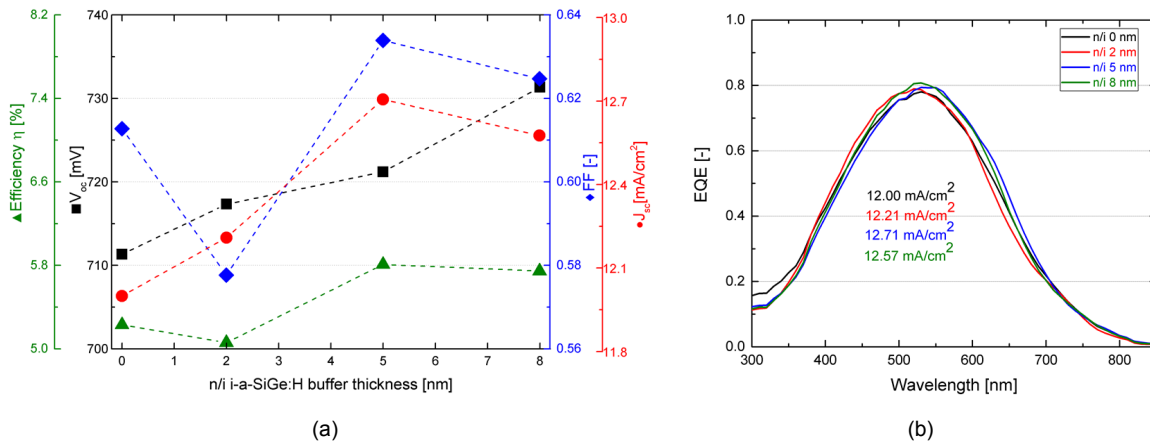 8.2
7.4
6.6
5.8
5.0
▲Efficiency η [%]
740
730
720
710
700
■V_oc [mV]
0 1 2 3 4 5 6 7 8
n/i i-a-SiGe:H buffer thickness [nm]
0.64
0.62
0.60
0.58
0.56
◆FF [-]
13.0
12.7
12.4
12.1
11.8
●J_sc[mA/cm²]
(a)
1.0
0.8
0.6
0.4
0.2
0.0
EQE [-]
n/i 0 nm
n/i 2 nm
n/i 5 nm
n/i 8 nm
12.00 mA/cm²
12.21 mA/cm²
12.71 mA/cm²
12.57 mA/cm²
300 400 500 600 700 800
Wavelength [nm]
(b)